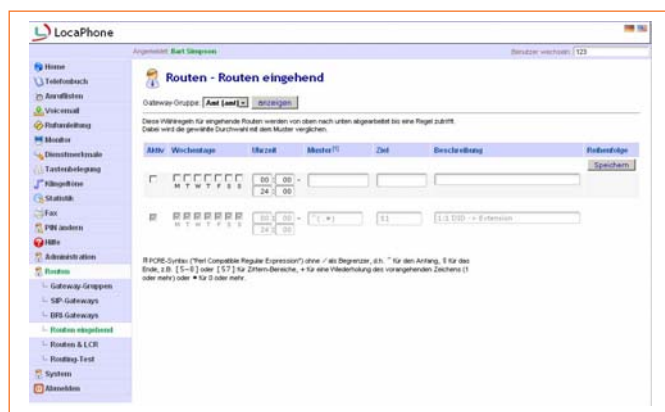 LocaPhone
Angemeldet: Bart Simpson
Benutzer wechseln: 123
Home
Telefonbuch
Anruflisten
Voicemail
Rufumleitung
Monitor
Dienstmerkmale
Tastenbelegung
Klingeltöne
Statistik
Fax
PIN ändern
Hilfe
Administration
Routen
Gateway-Gruppen
SIP-Gateways
BRI-Gateways
Routen eingehend
Routen & LCR
Routing-Test
System
Abmelden
Routen - Routen eingehend
Gateway-Gruppe: Amt [amt] anzeigen
Diese Wählregeln für eingehende Routen werden von oben nach unten abgearbeitet bis eine Regel zutrifft.
Dabei wird die gewählte Durchwahl mit dem Muster verglichen.
Aktiv Wochentage Uhrzeit Muster[1] Ziel Beschreibung Reihenfolge
Speichern
00 : 00 -
M T W T F S S 24 : 00
00 : 00 - ^(.*) $1 1:1 DID -> Extension
M T W T F S S 24 : 00
PCRE-Syntax ("Perl Compatible Regular Expression") ohne / als Begrenzer, d.h. ^ für den Anfang, $ für das
Ende, z.B. [5-8] oder [57] für Ziffern-Bereiche, + für eine Wiederholung des vorangehenden Zeichens (1
oder mehr) oder * für 0 oder mehr.